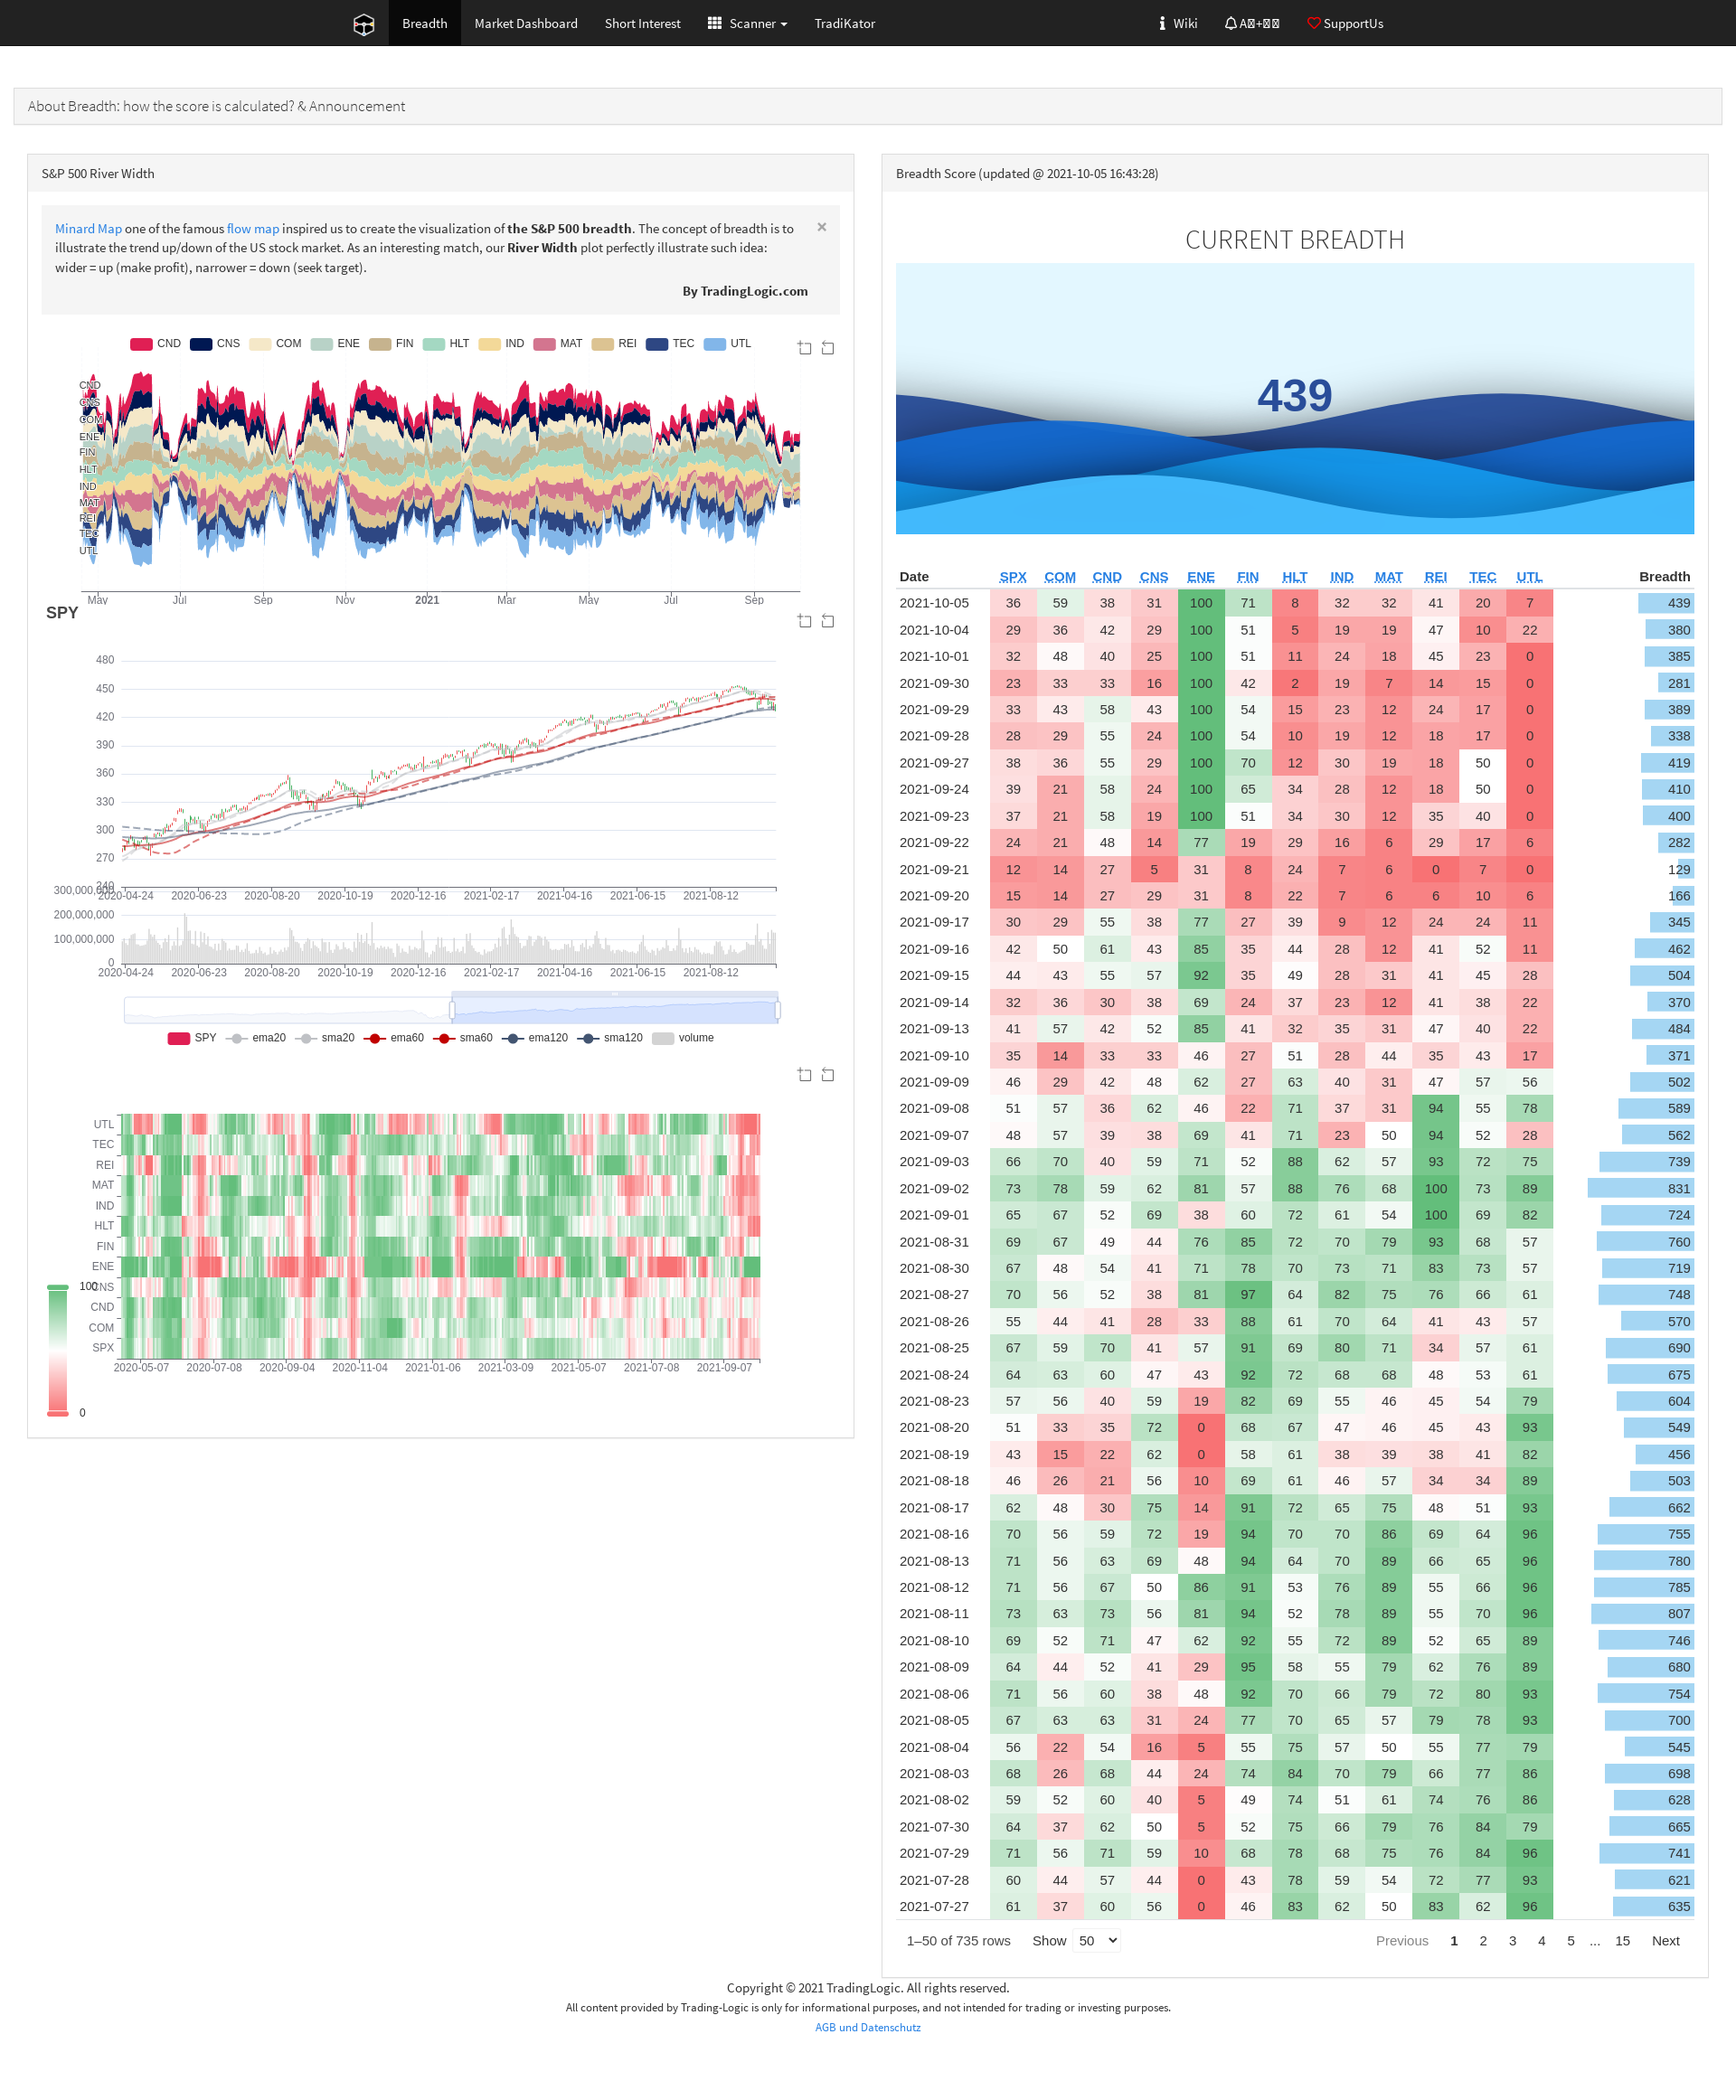 Breadth Market Dashboard Short Interest Scanner TradiKator Wiki SupportUs
About Breadth: how the score is calculated? & Announcement
S&P 500 River Width
Minard Map one of the famous flow map inspired us to create the visualization of the S&P 500 breadth. The concept of breadth is to
illustrate the trend up/down of the US stock market. As an interesting match, our River Width plot perfectly illustrate such idea:
wider = up (make profit), narrower = down (seek target).
×
By TradingLogic.com
CND CNS COM ENE FIN HLT IND MAT REI TEC UTL
CND
CNS
COM
ENE
FIN
HLT
IND
MAT
REI
TEC
UTL
May Jul Sep Nov 2021 Mar May Jul Sep
SPY
480
450
420
390
360
330
300
270
240
2020-04-24 2020-06-23 2020-08-20 2020-10-19 2020-12-16 2021-02-17 2021-04-16 2021-06-15 2021-08-12
300,000,000
200,000,000
100,000,000
0
2020-04-24 2020-06-23 2020-08-20 2020-10-19 2020-12-16 2021-02-17 2021-04-16 2021-06-15 2021-08-12
SPY ema20 sma20 ema60 sma60 ema120 sma120 volume
UTL
TEC
REI
MAT
IND
HLT
FIN
ENE
CNS
CND
COM
SPX
100
0
2020-05-07 2020-07-08 2020-09-04 2020-11-04 2021-01-06 2021-03-09 2021-05-07 2021-07-08 2021-09-07
Breadth Score (updated @ 2021-10-05 16:43:28)
CURRENT BREADTH
439
Date SPX COM CND CNS ENE FIN HLT IND MAT REI TEC UTL Breadth
2021-10-05 36 59 38 31 100 71 8 32 32 41 20 7 439
2021-10-04 29 36 42 29 100 51 5 19 19 47 10 22 380
2021-10-01 32 48 40 25 100 51 11 24 18 45 23 0 385
2021-09-30 23 33 33 16 100 42 2 19 7 14 15 0 281
2021-09-29 33 43 58 43 100 54 15 23 12 24 17 0 389
2021-09-28 28 29 55 24 100 54 10 19 12 18 17 0 338
2021-09-27 38 36 55 29 100 70 12 30 19 18 50 0 419
2021-09-24 39 21 58 24 100 65 34 28 12 18 50 0 410
2021-09-23 37 21 58 19 100 51 34 30 12 35 40 0 400
2021-09-22 24 21 48 14 77 19 29 16 6 29 17 6 282
2021-09-21 12 14 27 5 31 8 24 7 6 0 7 0 129
2021-09-20 15 14 27 29 31 8 22 7 6 6 10 6 166
2021-09-17 30 29 55 38 77 27 39 9 12 24 24 11 345
2021-09-16 42 50 61 43 85 35 44 28 12 41 52 11 462
2021-09-15 44 43 55 57 92 35 49 28 31 41 45 28 504
2021-09-14 32 36 30 38 69 24 37 23 12 41 38 22 370
2021-09-13 41 57 42 52 85 41 32 35 31 47 40 22 484
2021-09-10 35 14 33 33 46 27 51 28 44 35 43 17 371
2021-09-09 46 29 42 48 62 27 63 40 31 47 57 56 502
2021-09-08 51 57 36 62 46 22 71 37 31 94 55 78 589
2021-09-07 48 57 39 38 69 41 71 23 50 94 52 28 562
2021-09-03 66 70 40 59 71 52 88 62 57 93 72 75 739
2021-09-02 73 78 59 62 81 57 88 76 68 100 73 89 831
2021-09-01 65 67 52 69 38 60 72 61 54 100 69 82 724
2021-08-31 69 67 49 44 76 85 72 70 79 93 68 57 760
2021-08-30 67 48 54 41 71 78 70 73 71 83 73 57 719
2021-08-27 70 56 52 38 81 97 64 82 75 76 66 61 748
2021-08-26 55 44 41 28 33 88 61 70 64 41 43 57 570
2021-08-25 67 59 70 41 57 91 69 80 71 34 57 61 690
2021-08-24 64 63 60 47 43 92 72 68 68 48 53 61 675
2021-08-23 57 56 40 59 19 82 69 55 46 45 54 79 604
2021-08-20 51 33 35 72 0 68 67 47 46 45 43 93 549
2021-08-19 43 15 22 62 0 58 61 38 39 38 41 82 456
2021-08-18 46 26 21 56 10 69 61 46 57 34 34 89 503
2021-08-17 62 48 30 75 14 91 72 65 75 48 51 93 662
2021-08-16 70 56 59 72 19 94 70 70 86 69 64 96 755
2021-08-13 71 56 63 69 48 94 64 70 89 66 65 96 780
2021-08-12 71 56 67 50 86 91 53 76 89 55 66 96 785
2021-08-11 73 63 73 56 81 94 52 78 89 55 70 96 807
2021-08-10 69 52 71 47 62 92 55 72 89 52 65 89 746
2021-08-09 64 44 52 41 29 95 58 55 79 62 76 89 680
2021-08-06 71 56 60 38 48 92 70 66 79 72 80 93 754
2021-08-05 67 63 63 31 24 77 70 65 57 79 78 93 700
2021-08-04 56 22 54 16 5 55 75 57 50 55 77 79 545
2021-08-03 68 26 68 44 24 74 84 70 79 66 77 86 698
2021-08-02 59 52 60 40 5 49 74 51 61 74 76 86 628
2021-07-30 64 37 62 50 5 52 75 66 79 76 84 79 665
2021-07-29 71 56 71 59 10 68 78 68 75 76 84 96 741
2021-07-28 60 44 57 44 0 43 78 59 54 72 77 93 621
2021-07-27 61 37 60 56 0 46 83 62 50 83 62 96 635
1–50 of 735 rows Show 50 Previous 1 2 3 4 5 ... 15 Next
Copyright © 2021 TradingLogic. All rights reserved.
All content provided by Trading-Logic is only for informational purposes, and not intended for trading or investing purposes.
AGB und Datenschutz